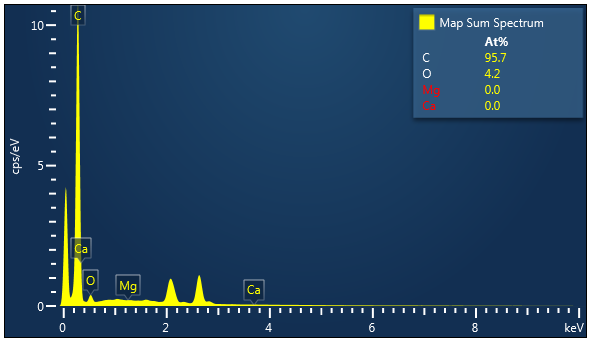 Map Sum Spectrum
At%
C 95.7
O 4.2
Mg 0.0
Ca 0.0
10
5
0
cps/eV
C
Ca
O
Mg
Ca
0 2 4 6 8 keV